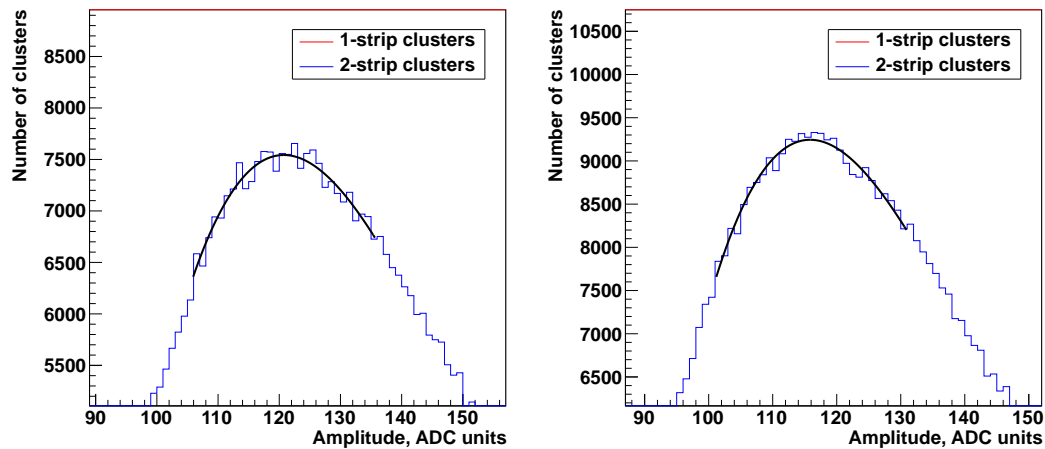 Number of clusters
8500
8000
7500
7000
6500
6000
5500
1-strip clusters
2-strip clusters
90 100 110 120 130 140 150
Amplitude, ADC units
Number of clusters
10500
10000
9500
9000
8500
8000
7500
7000
6500
1-strip clusters
2-strip clusters
90 100 110 120 130 140 150
Amplitude, ADC units